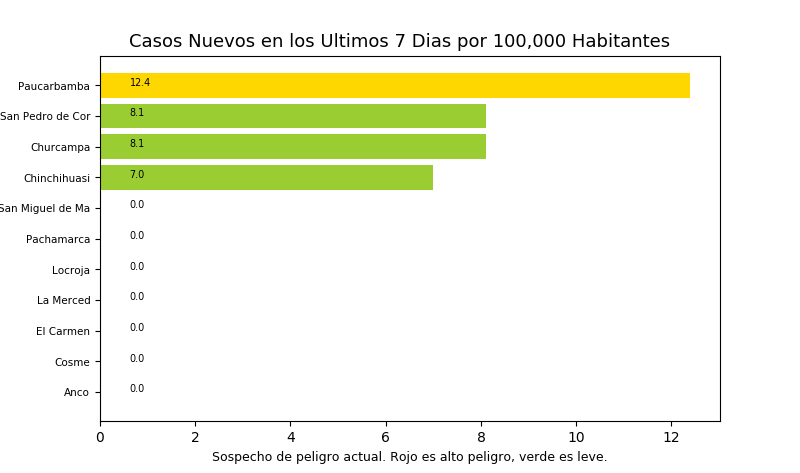 Casos Nuevos en los Ultimos 7 Dias por 100,000 Habitantes
Paucarbamba 12.4
San Pedro de Cor 8.1
Churcampa 8.1
Chinchihuasi 7.0
San Miguel de Ma 0.0
Pachamarca 0.0
Locroja 0.0
La Merced 0.0
El Carmen 0.0
Cosme 0.0
Anco 0.0
0 2 4 6 8 10 12
Sospecho de peligro actual. Rojo es alto peligro, verde es leve.